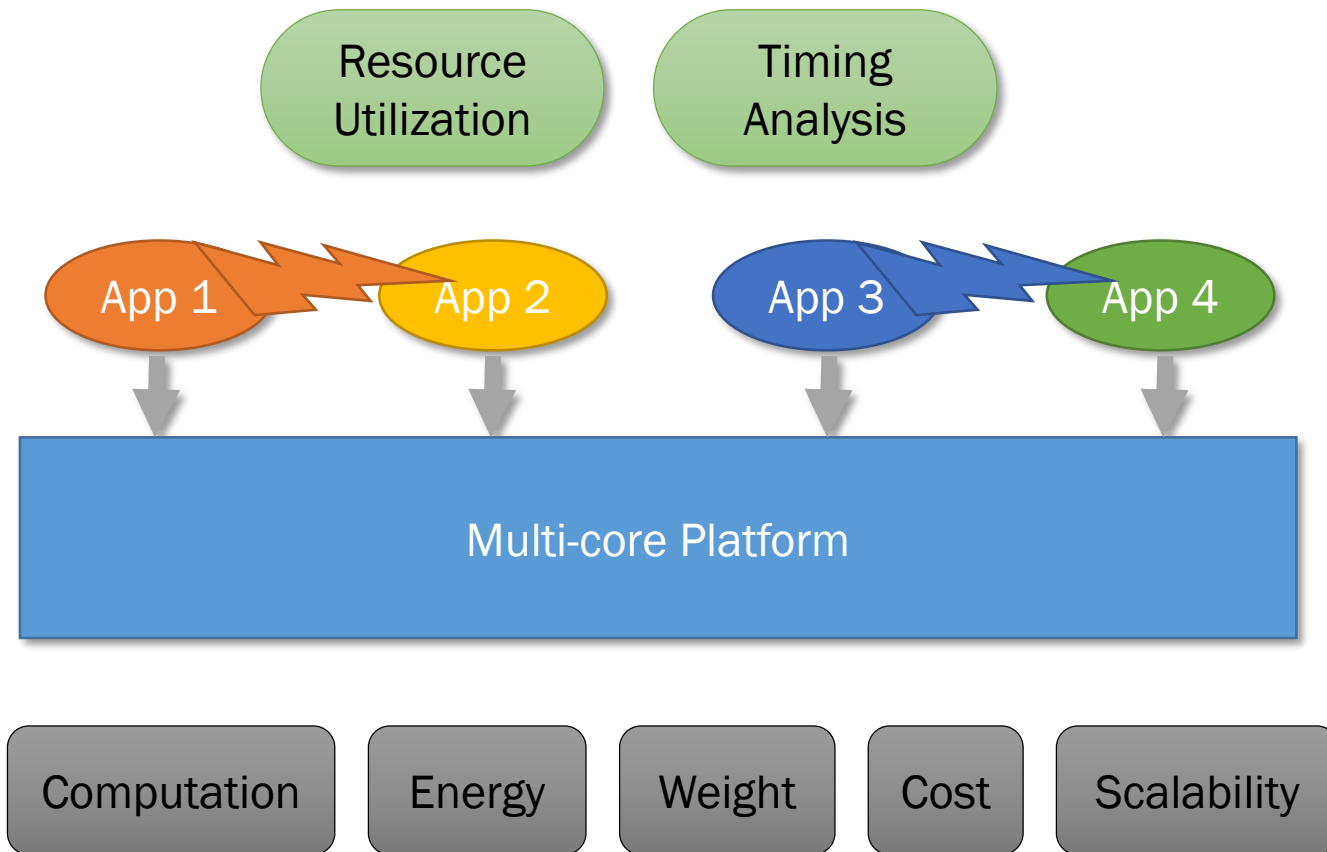 Resource
Utilization
Timing
Analysis
App 1
App 2
App 3
App 4
Multi-core Platform
Computation
Energy
Weight
Cost
Scalability